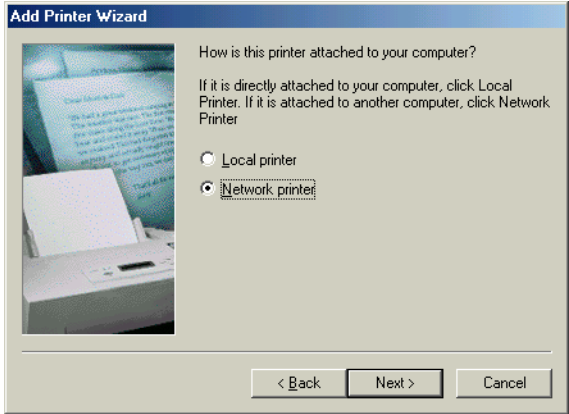 Add Printer Wizard
How is this printer attached to your computer?
If it is directly attached to your computer, click Local
Printer. If it is attached to another computer, click Network
Printer
Local printer
Network printer
< Back
Next >
Cancel